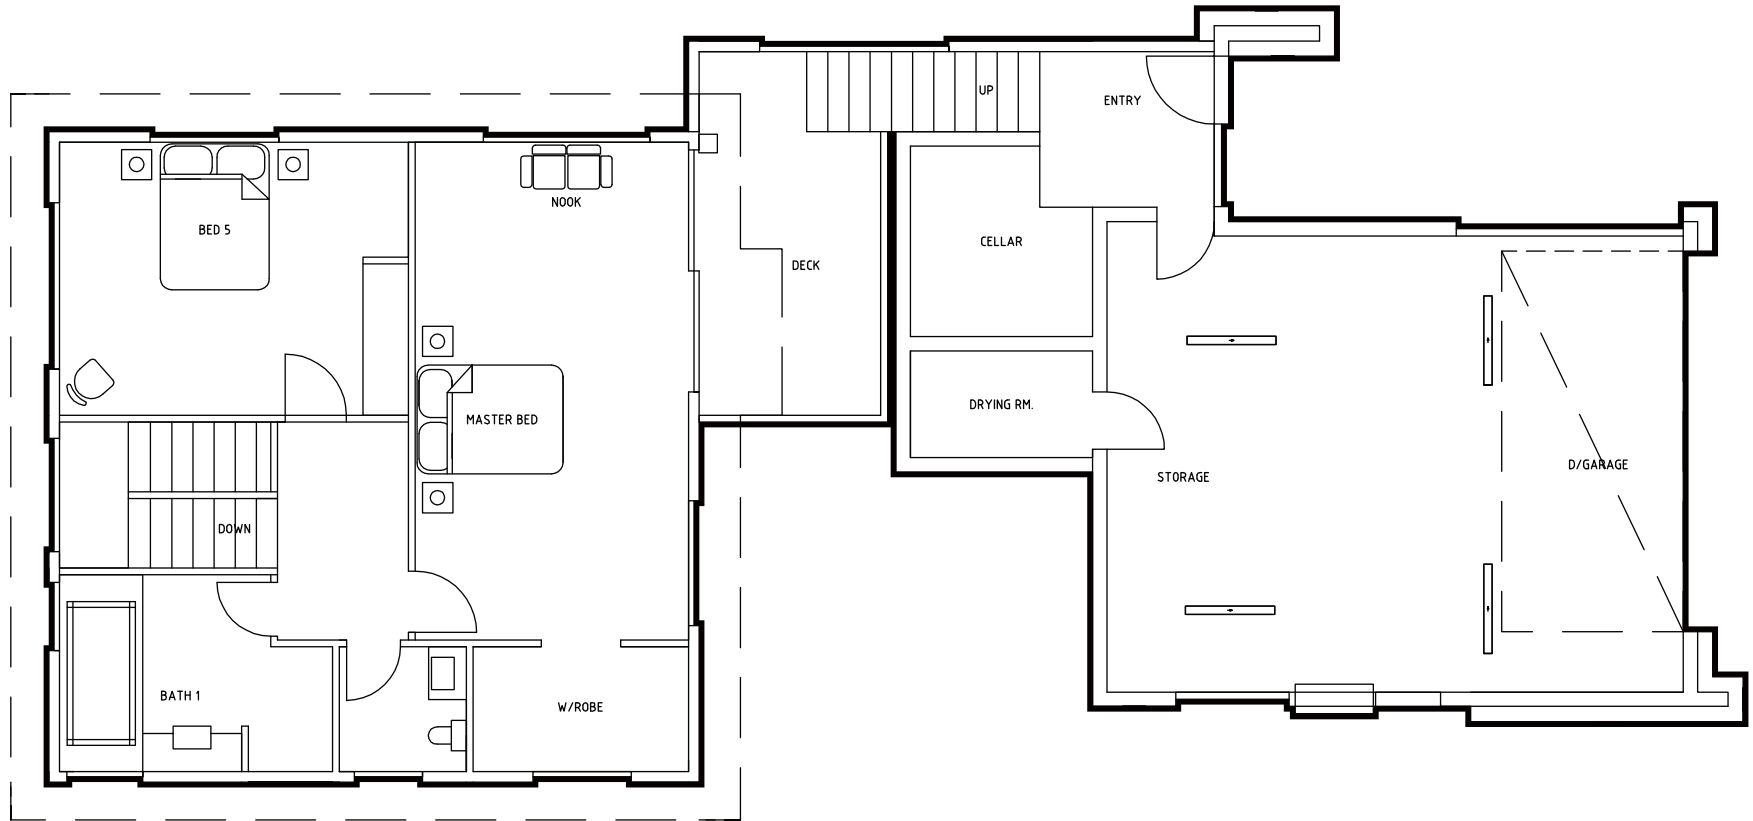 UP
ENTRY
NOOK
BED 5
CELLAR
DECK
DRYING RM.
MASTER BED
D/GARAGE
STORAGE
DOWN
BATH 1
W/ROBE